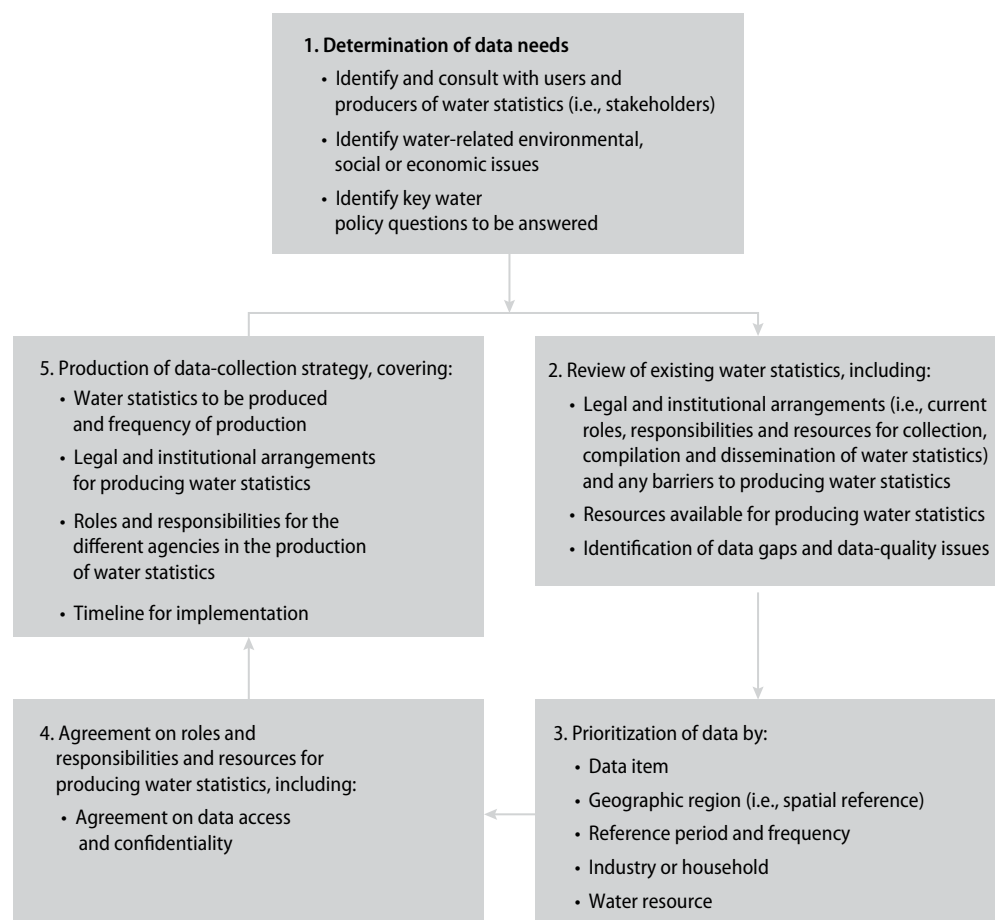 1. Determination of data needs
• Identify and consult with users and
producers of water statistics (i.e., stakeholders)
• Identify water-related environmental,
social or economic issues
• Identify key water
policy questions to be answered
2. Review of existing water statistics, including:
• Legal and institutional arrangements (i.e., current
roles, responsibilities and resources for collection,
compilation and dissemination of water statistics)
and any barriers to producing water statistics
• Resources available for producing water statistics
• Identification of data gaps and data-quality issues
3. Prioritization of data by:
• Data item
• Geographic region (i.e., spatial reference)
• Reference period and frequency
• Industry or household
• Water resource
4. Agreement on roles and
responsibilities and resources for
producing water statistics, including:
• Agreement on data access
and confidentiality
5. Production of data-collection strategy, covering:
• Water statistics to be produced
and frequency of production
• Legal and institutional arrangements
for producing water statistics
• Roles and responsibilities for the
different agencies in the production
of water statistics
• Timeline for implementation